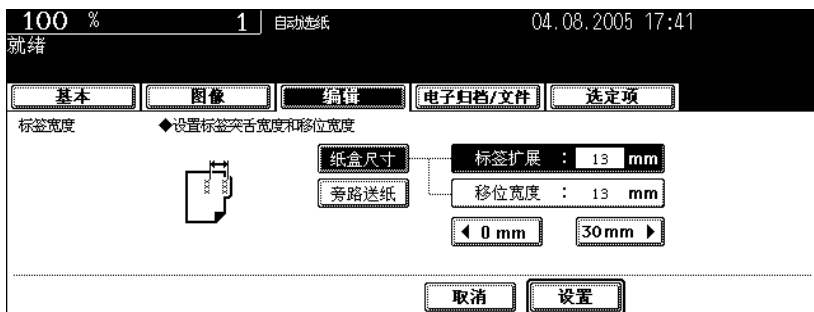 100 % 1 自动选纸 04.08.2005 17:41
就绪
基本 图像 编辑 电子归档/文件 选定项
标签宽度 ◆设置标签突舌宽度和移位宽度
纸盒尺寸 标签扩展 : 13 mm
旁路送纸 移位宽度 : 13 mm
◀ 0 mm 30 mm ▶
取消 设置